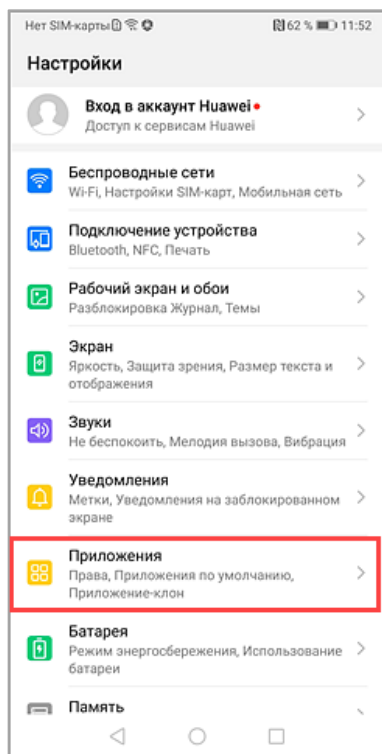 Нет SIM-карты 62 % 11:52
Настройки
Вход в аккаунт Huawei
Доступ к сервисам Huawei
Беспроводные сети
Wi-Fi, Настройки SIM-карт, Мобильная сеть
Подключение устройства
Bluetooth, NFC, Печать
Рабочий экран и обои
Разблокировка Журнал, Темы
Экран
Яркость, Защита зрения, Размер текста и
отображения
Звуки
Не беспокоить, Мелодия вызова, Вибрация
Уведомления
Метки, Уведомления на заблокированном
экране
Приложения
Права, Приложения по умолчанию,
Приложение-клон
Батарея
Режим энергосбережения, Использование
батареи
Память